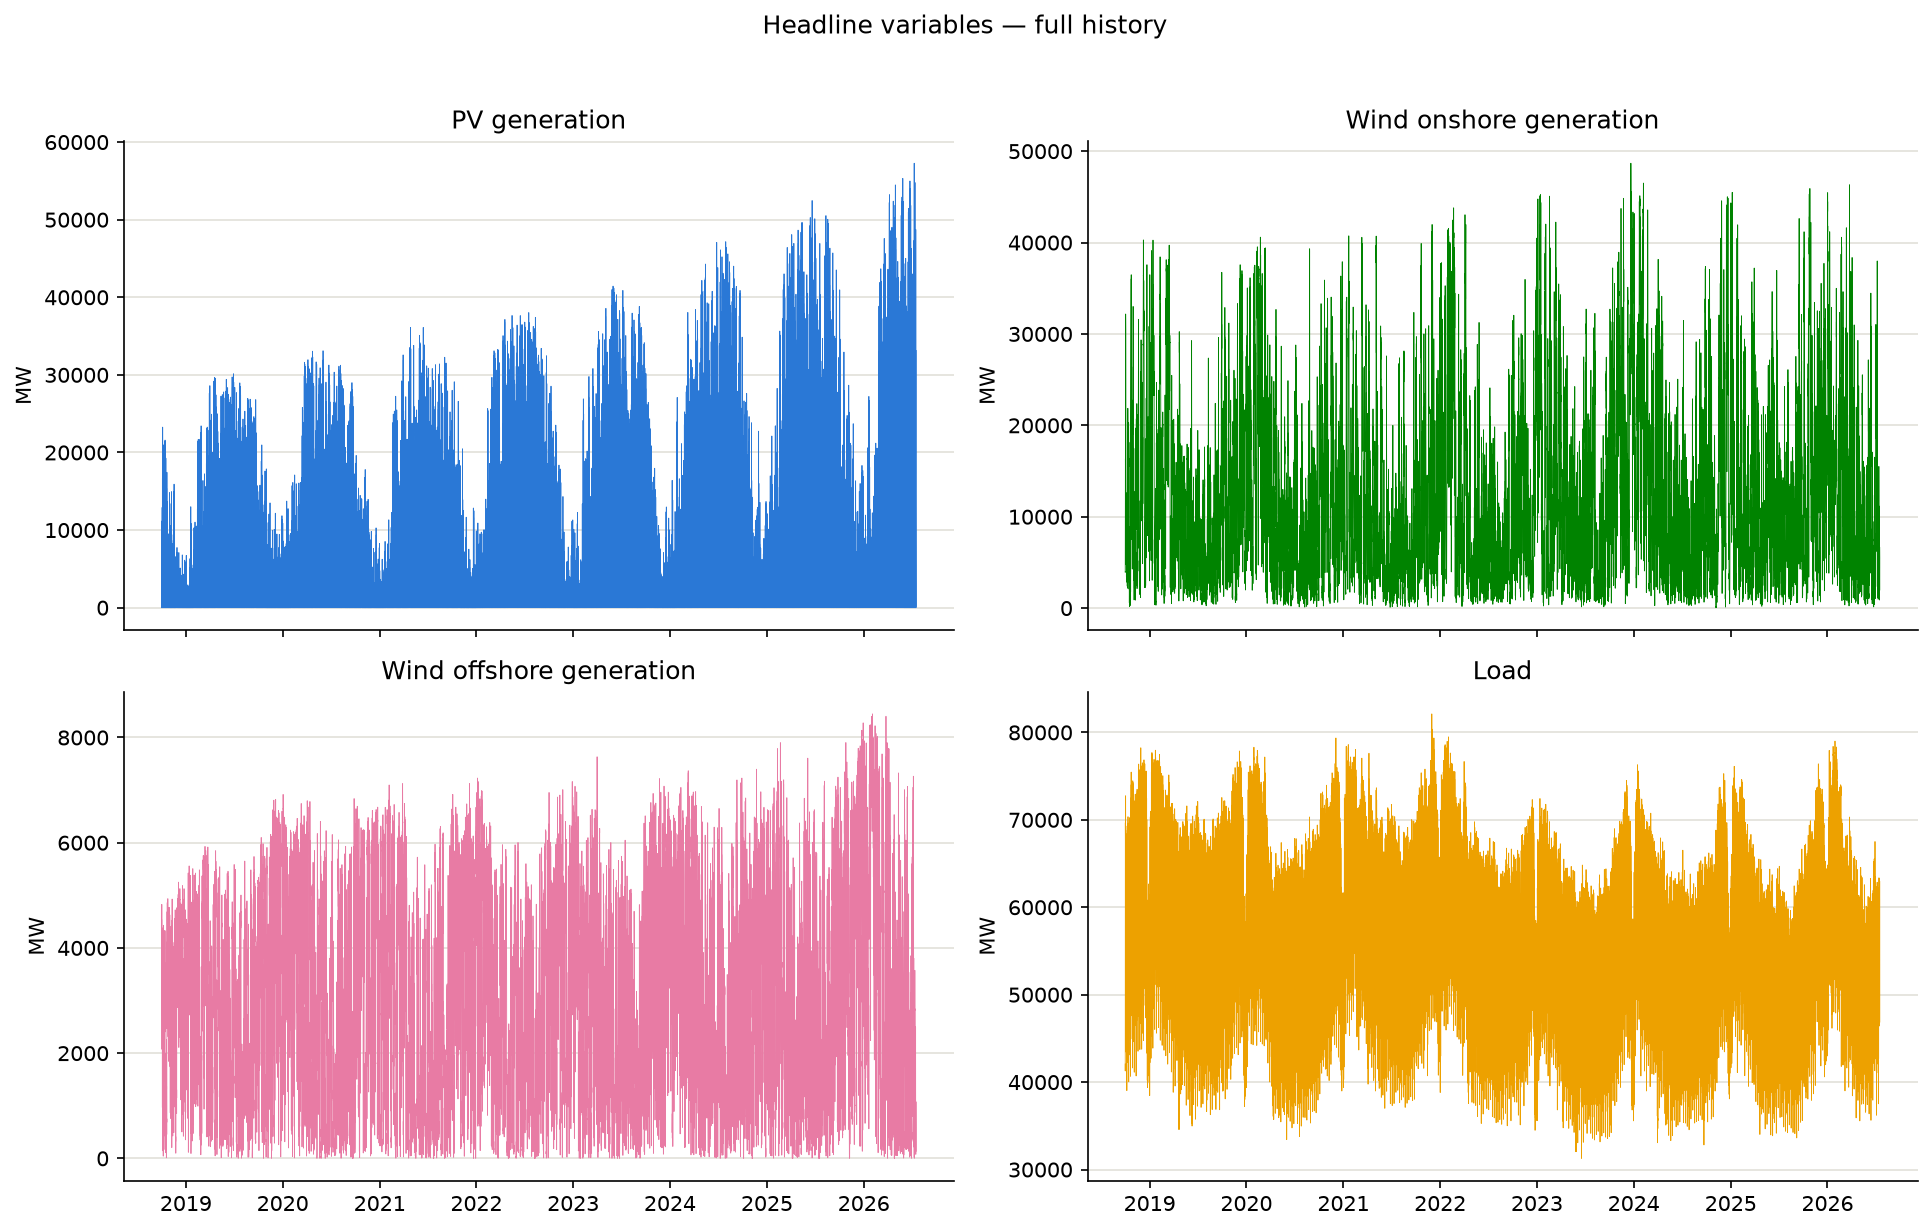 Headline variables — full history
PV generation
60000
50000
40000
30000
20000
10000
0
MW
Wind onshore generation
50000
40000
30000
20000
10000
0
MW
Wind offshore generation
8000
6000
4000
2000
0
MW
2019 2020 2021 2022 2023 2024 2025 2026
Load
80000
70000
60000
50000
40000
30000
MW
2019 2020 2021 2022 2023 2024 2025 2026